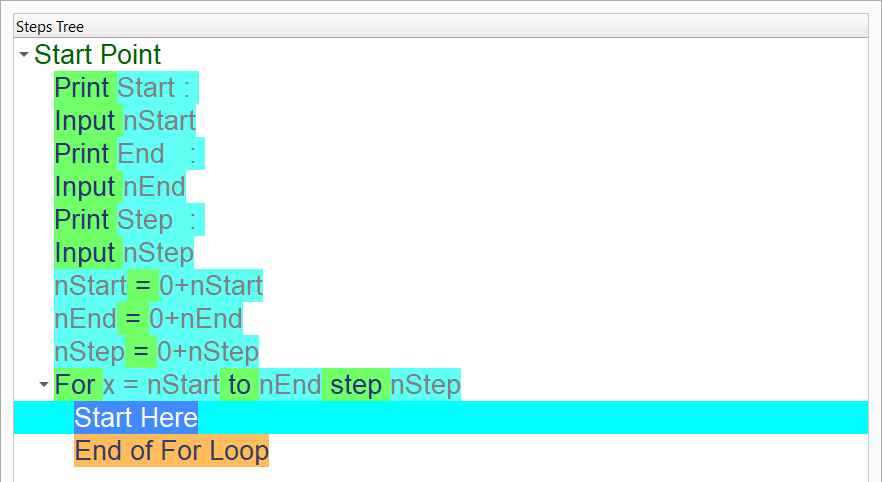 Steps Tree
Start Point
Print Start :
Input nStart
Print End   :
Input nEnd
Print Step  :
Input nStep
nStart = 0+nStart
nEnd = 0+nEnd
nStep = 0+nStep
For x = nStart to nEnd step nStep
Start Here
End of For Loop